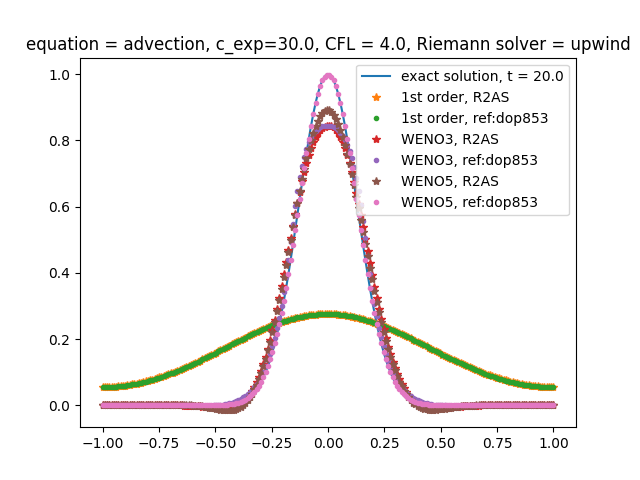 equation = advection, c_exp=30.0, CFL = 4.0, Riemann solver = upwind
1.0
0.8
0.6
0.4
0.2
0.0
exact solution, t = 20.0
1st order, R2AS
1st order, ref:dop853
WENO3, R2AS
WENO3, ref:dop853
WENO5, R2AS
WENO5, ref:dop853
−1.00 −0.75 −0.50 −0.25 0.00 0.25 0.50 0.75 1.00